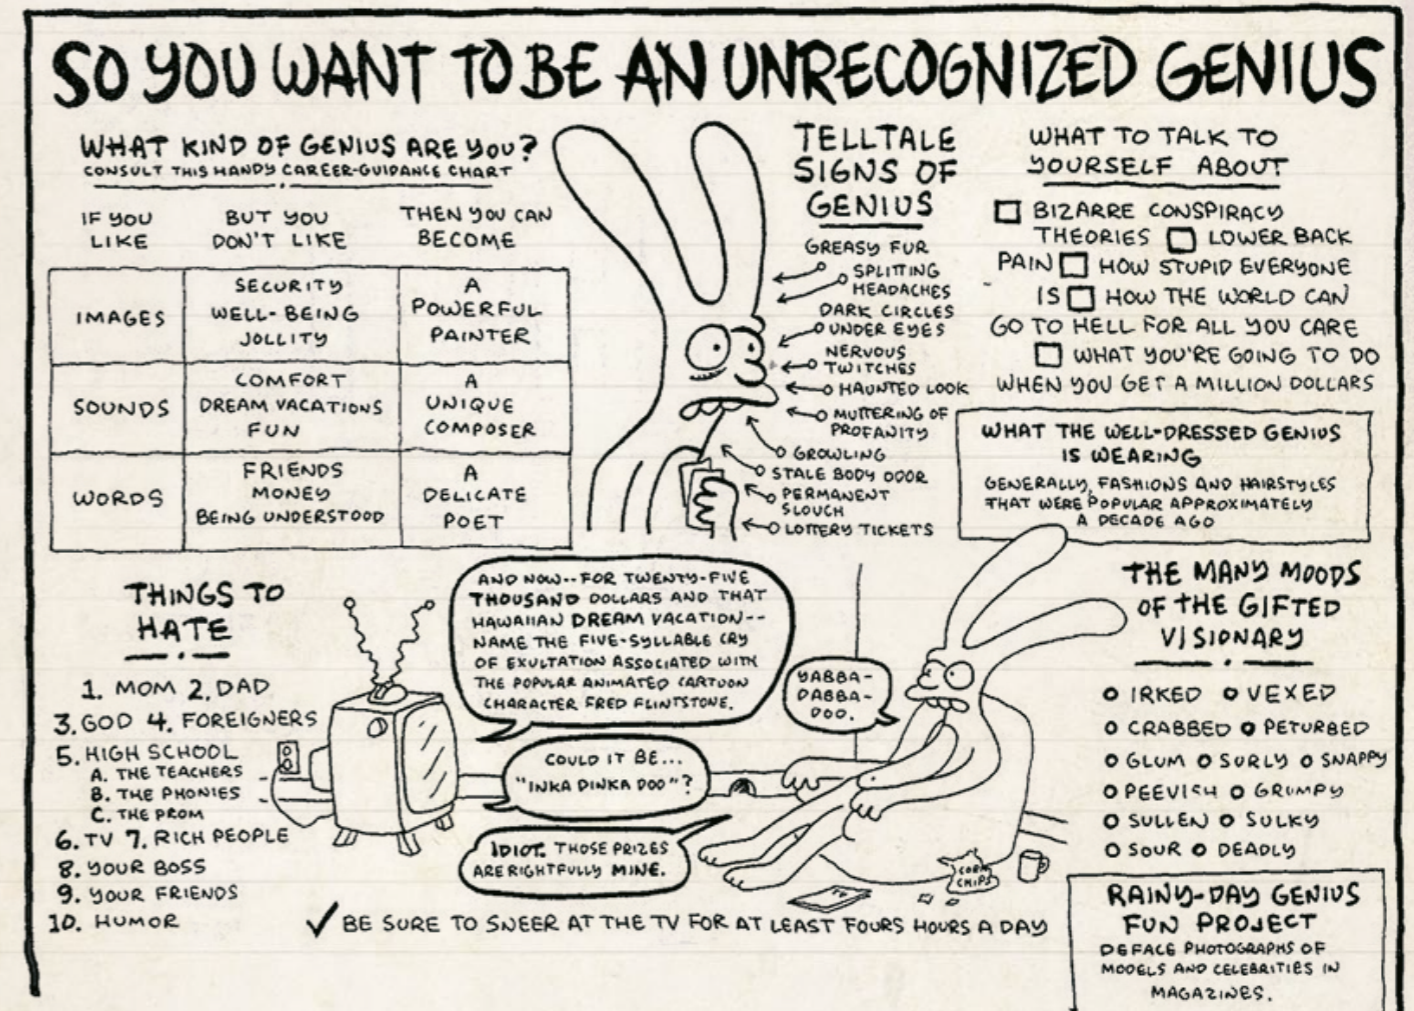 SO YOU WANT TO BE AN UNRECOGNIZED GENIUS
WHAT KIND OF GENIUS ARE YOU?
CONSULT THIS HANDY CAREER-GUIDANCE CHART
IF YOU
LIKE
BUT YOU
DON'T LIKE
THEN YOU CAN
BECOME
IMAGES
SECURITY
WELL-BEING
JOLLITY
A
POWERFUL
PAINTER
SOUNDS
COMFORT
DREAM VACATIONS
FUN
A
UNIQUE
COMPOSER
WORDS
FRIENDS
MONEY
BEING UNDERSTOOD
A
DELICATE
POET
TELLTALE
SIGNS OF
GENIUS
GREASY FUR
SPLITTING
HEADACHES
DARK CIRCLES
UNDER EYES
NERVOUS
TWITCHES
HAUNTED LOOK
MUTTERING OF
PROFANITY
GROWLING
STALE BODY ODOR
PERMANENT
SLOUCH
LOTTERY TICKETS
WHAT TO TALK TO
YOURSELF ABOUT
BIZARRE CONSPIRACY
THEORIES LOWER BACK
PAIN HOW STUPID EVERYONE
IS HOW THE WORLD CAN
GO TO HELL FOR ALL YOU CARE
WHAT YOU'RE GOING TO DO
WHEN YOU GET A MILLION DOLLARS
WHAT THE WELL-DRESSED GENIUS
IS WEARING
GENERALLY, FASHIONS AND HAIRSTYLES
THAT WERE POPULAR APPROXIMATELY
A DECADE AGO
THINGS TO
HATE
1. MOM 2. DAD
3. GOD 4. FOREIGNERS
5. HIGH SCHOOL
A. THE TEACHERS
B. THE PHONIES
C. THE PROM
6. TV 7. RICH PEOPLE
8. YOUR BOSS
9. YOUR FRIENDS
10. HUMOR
AND NOW--FOR TWENTY-FIVE
THOUSAND DOLLARS AND THAT
HAWAIIAN DREAM VACATION--
NAME THE FIVE-SYLLABLE CRY
OF EXULTATION ASSOCIATED WITH
THE POPULAR ANIMATED CARTOON
CHARACTER FRED FLINTSTONE.
YABBA-
DABBA-
DOO.
COULD IT BE...
"INKA DINKA DOO"?
IDIOT. THOSE PRIZES
ARE RIGHTFULLY MINE.
CORN
CHIPS
✓ BE SURE TO SNEER AT THE TV FOR AT LEAST FOURS HOURS A DAY
THE MANY MOODS
OF THE GIFTED
VISIONARY
IRKED VEXED
CRABBED PETURBED
GLUM SURLY SNAPPY
PEEVISH GRUMPY
SULLEN SULKY
SOUR DEADLY
RAINY-DAY GENIUS
FUN PROJECT
DEFACE PHOTOGRAPHS OF
MODELS AND CELEBRITIES IN
MAGAZINES.